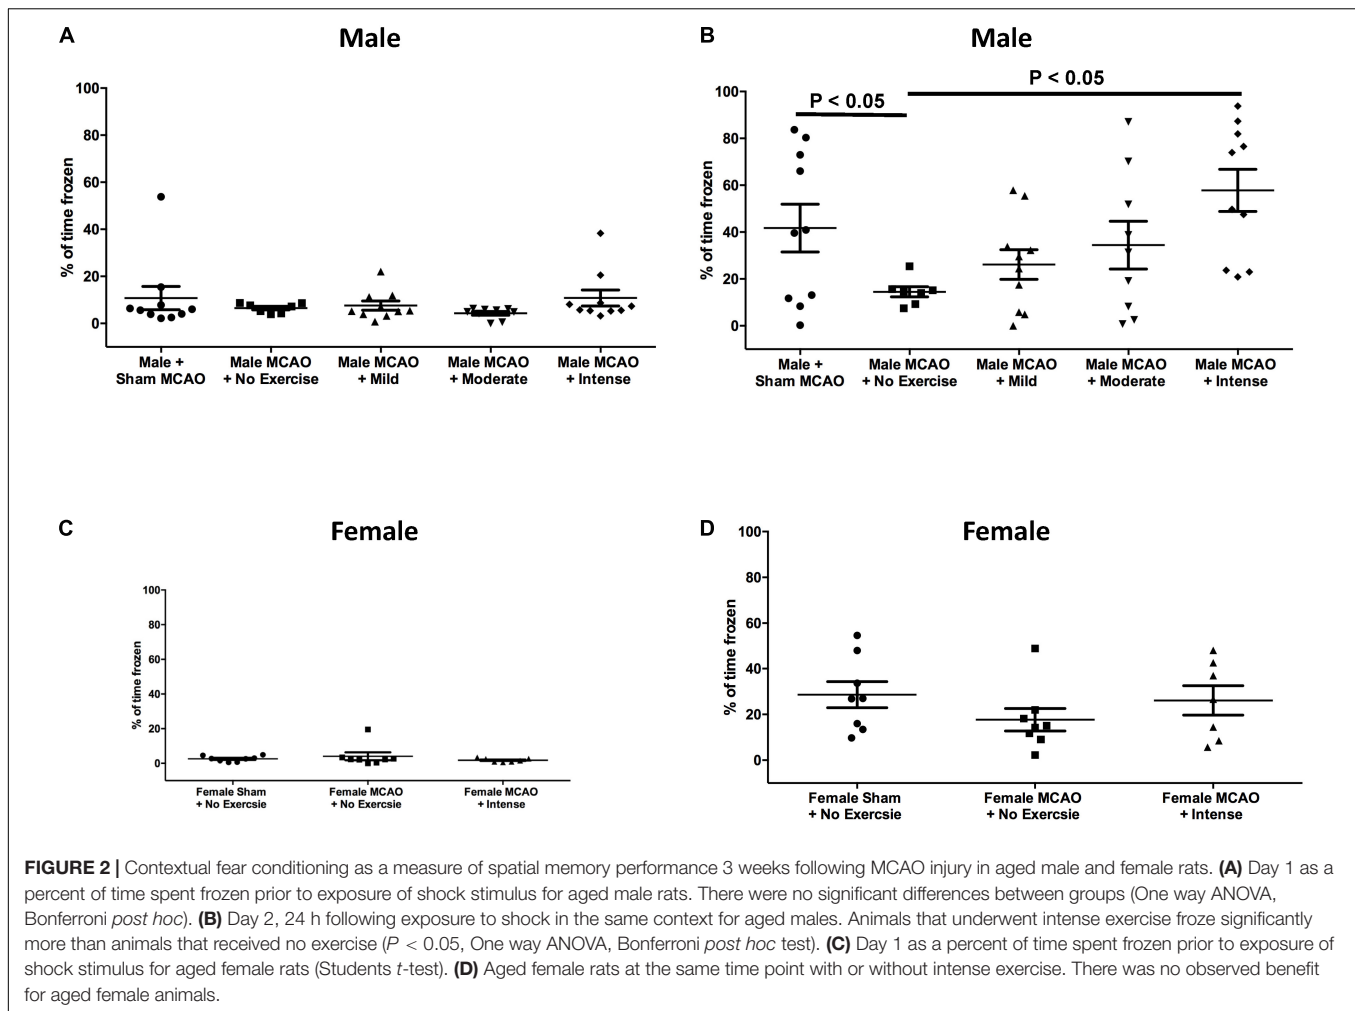 A
Male
100
80
60
40
20
0
% of time frozen
Male +
Sham MCAO
Male MCAO
+ No Exercise
Male MCAO
+ Mild
Male MCAO
+ Moderate
Male MCAO
+ Intense
B
Male
P < 0.05
P < 0.05
100
80
60
40
20
0
% of time frozen
Male +
Sham MCAO
Male MCAO
+ No Exercise
Male MCAO
+ Mild
Male MCAO
+ Moderate
Male MCAO
+ Intense
C
Female
100
80
60
40
20
0
% of time frozen
Female Sham
+ No Exercsie
Female MCAO
+ No Exercsie
Female MCAO
+ Intense
D
Female
100
80
60
40
20
0
% of time frozen
Female Sham
+ No Exercsie
Female MCAO
+ No Exercsie
Female MCAO
+ Intense
FIGURE 2 | Contextual fear conditioning as a measure of spatial memory performance 3 weeks following MCAO injury in aged male and female rats. (A) Day 1 as a
percent of time spent frozen prior to exposure of shock stimulus for aged male rats. There were no significant differences between groups (One way ANOVA,
Bonferroni post hoc). (B) Day 2, 24 h following exposure to shock in the same context for aged males. Animals that underwent intense exercise froze significantly
more than animals that received no exercise (P < 0.05, One way ANOVA, Bonferroni post hoc test). (C) Day 1 as a percent of time spent frozen prior to exposure of
shock stimulus for aged female rats (Students t-test). (D) Aged female rats at the same time point with or without intense exercise. There was no observed benefit
for aged female animals.